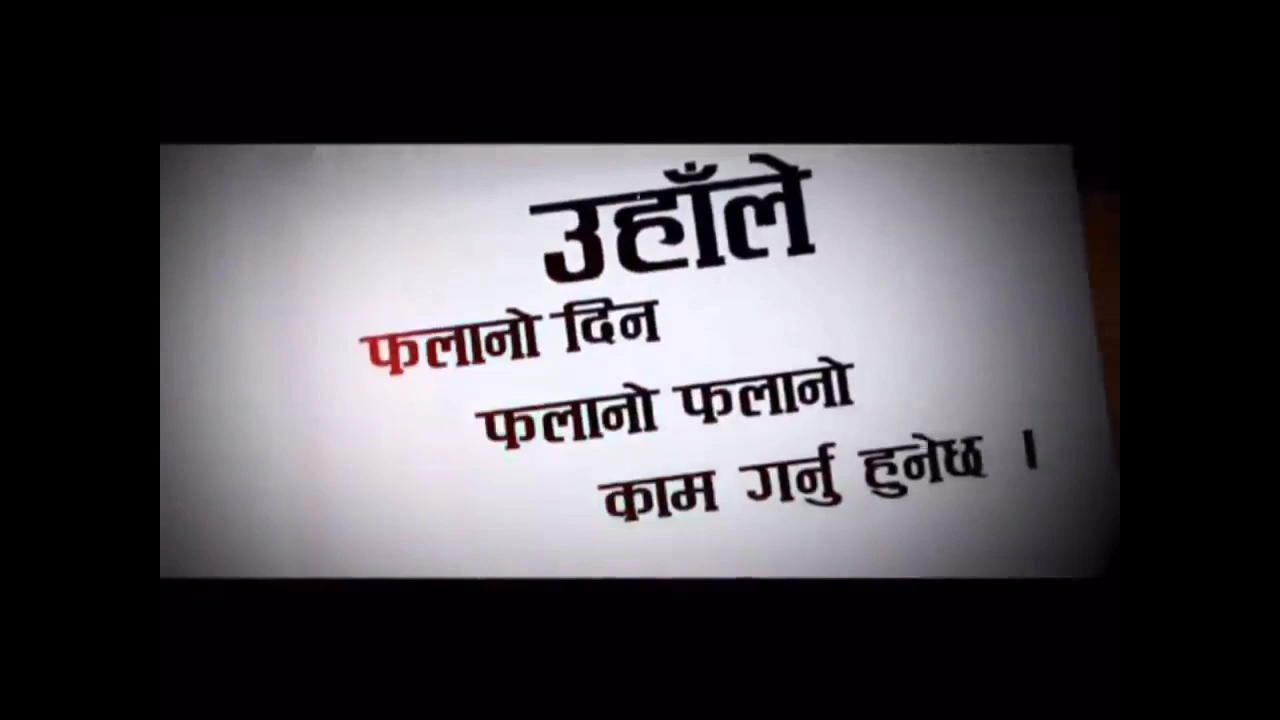 उहाँले
फलानो दिन
फलानो फलानो
काम गर्नु हुनेछ ।